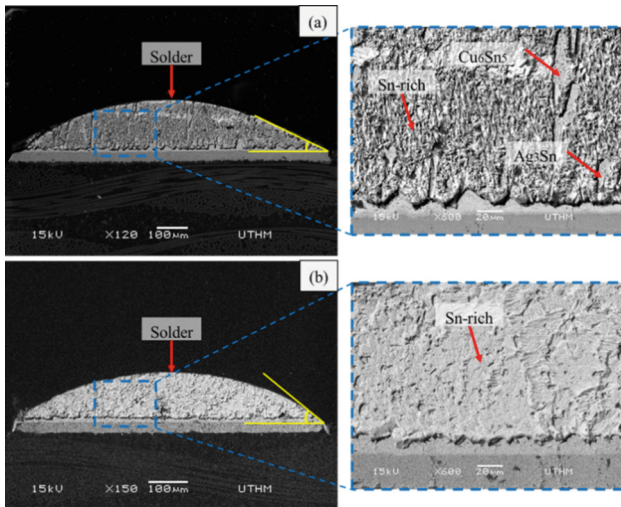 (a)
Solder
15kV X120 100µm UTHM
Cu6Sn5
Sn-rich
Ag3Sn
15kV X600 20µm UTHM
(b)
Solder
15kV X150 100µm UTHM
Sn-rich
15kV X600 20µm UTHM